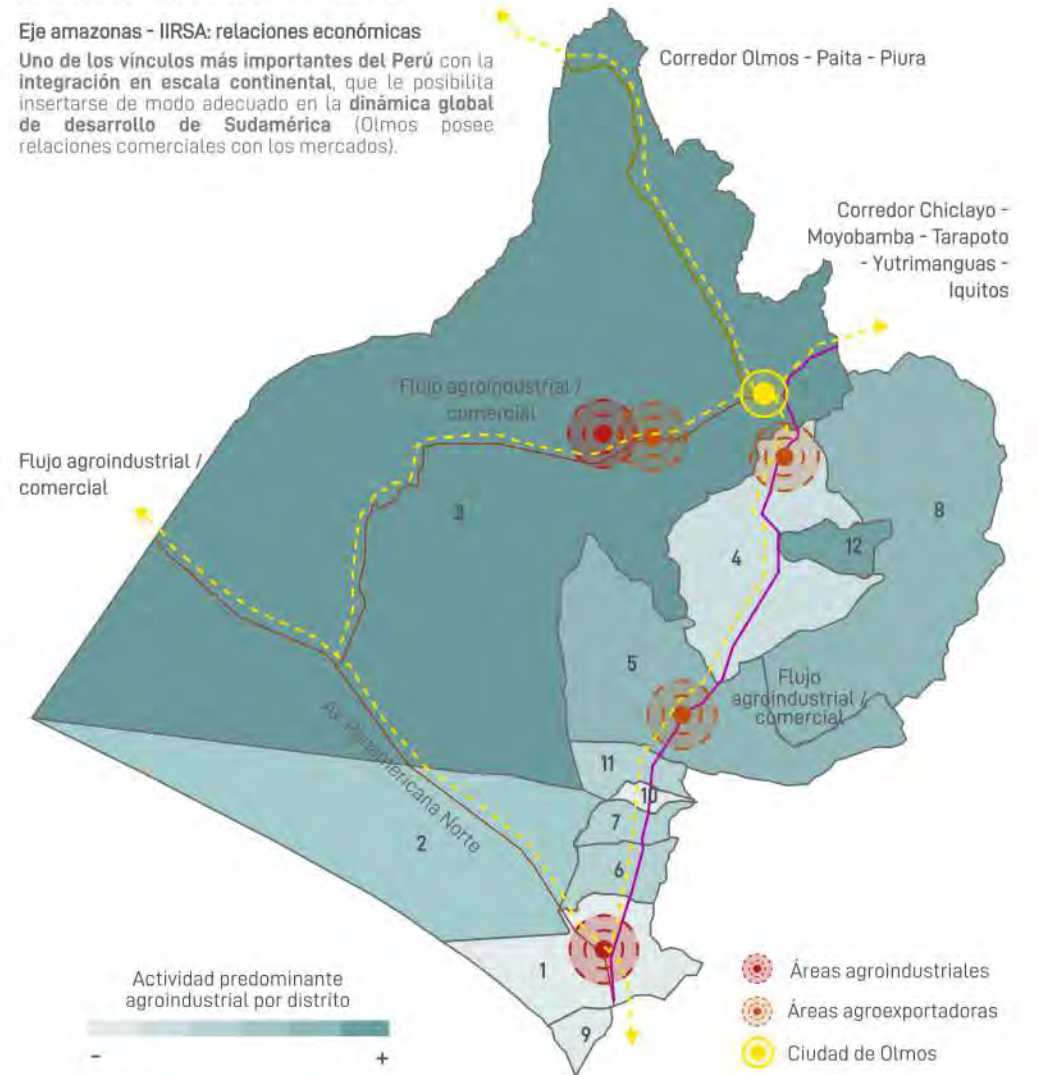 Eje amazonas - IIRSA: relaciones económicas
Uno de los vínculos más importantes del Perú con la
integración en escala continental, que le posibilita
insertarse de modo adecuado en la dinámica global
de desarrollo de Sudamérica (Olmos posee
relaciones comerciales con los mercados).
Corredor Olmos - Paita - Piura
Corredor Chiclayo -
Moyobamba - Tarapoto
- Yutrimanguas -
Iquitos
Flujo agroindustrial /
comercial
Flujo agroindustrial /
comercial
3
8
4
12
5
Flujo
agroindustrial /
comercial
11
10
7
Av. Panamericana Norte
2
6
1
9
Actividad predominante
agroindustrial por distrito
- +
Áreas agroindustriales
Áreas agroexportadoras
Ciudad de Olmos